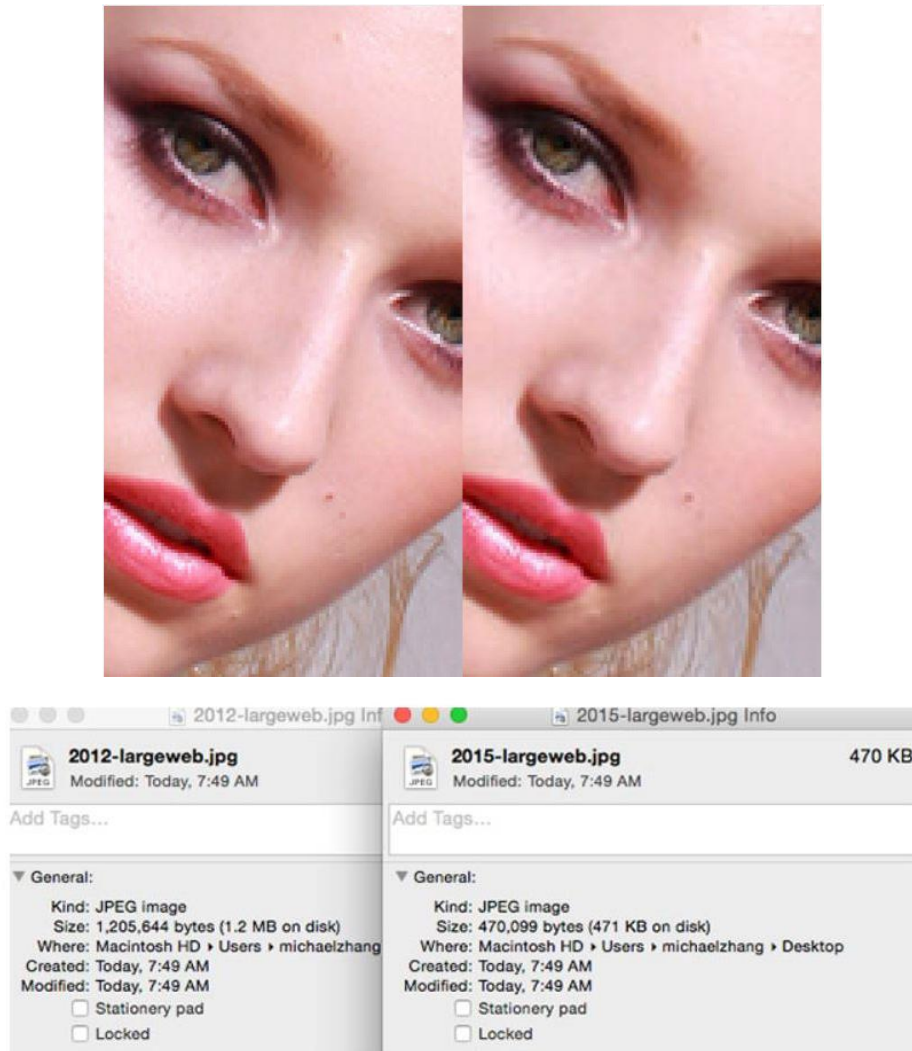 2012-largeweb.jpg Inf
2012-largeweb.jpg
Modified: Today, 7:49 AM
JPEG
Add Tags...
General:
Kind: JPEG image
Size: 1,205,644 bytes (1.2 MB on disk)
Where: Macintosh HD ▸ Users ▸ michaelzhang
Created: Today, 7:49 AM
Modified: Today, 7:49 AM
Stationery pad
Locked
2015-largeweb.jpg Info
2015-largeweb.jpg 470 KB
Modified: Today, 7:49 AM
JPEG
Add Tags...
General:
Kind: JPEG image
Size: 470,099 bytes (471 KB on disk)
Where: Macintosh HD ▸ Users ▸ michaelzhang ▸ Desktop
Created: Today, 7:49 AM
Modified: Today, 7:49 AM
Stationery pad
Locked